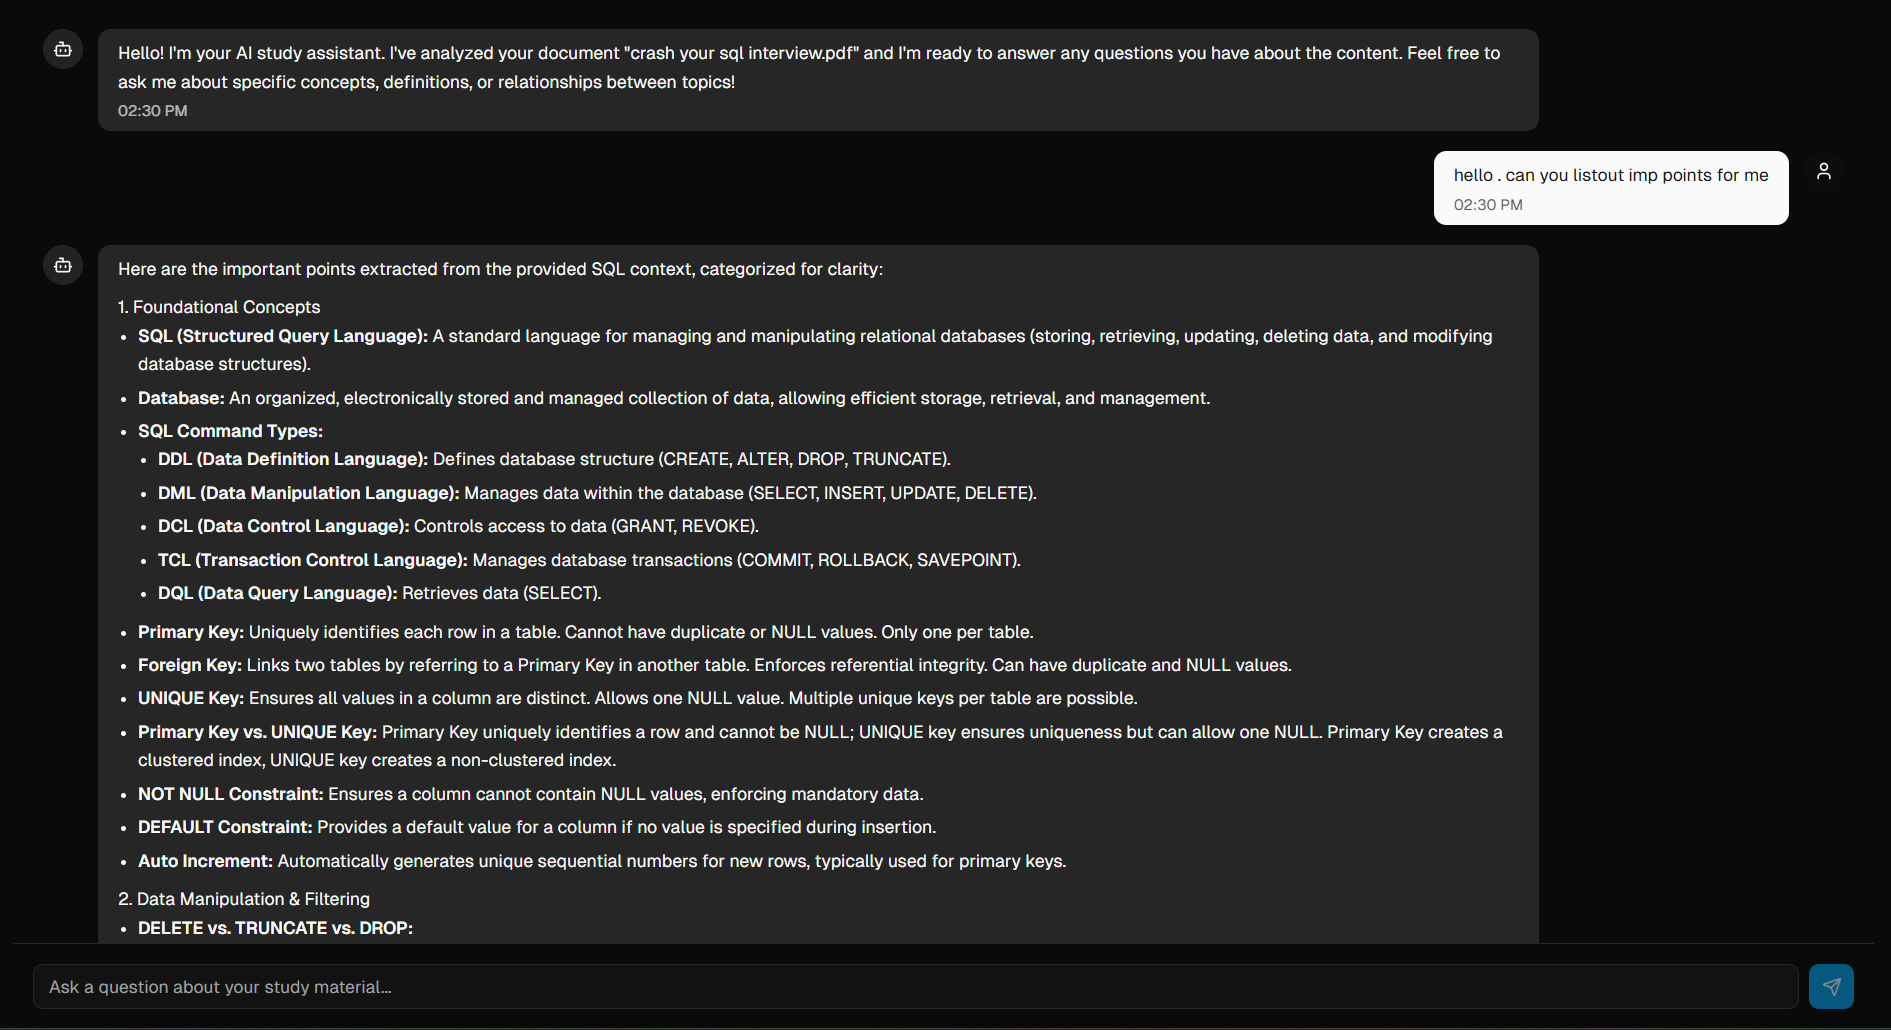 Hello! I'm your AI study assistant. I've analyzed your document "crash your sql interview.pdf" and I'm ready to answer any questions you have about the content. Feel free to
ask me about specific concepts, definitions, or relationships between topics!
02:30 PM
hello . can you listout imp points for me
02:30 PM
Here are the important points extracted from the provided SQL context, categorized for clarity:
1. Foundational Concepts
• SQL (Structured Query Language): A standard language for managing and manipulating relational databases (storing, retrieving, updating, deleting data, and modifying
database structures).
• Database: An organized, electronically stored and managed collection of data, allowing efficient storage, retrieval, and management.
• SQL Command Types:
• DDL (Data Definition Language): Defines database structure (CREATE, ALTER, DROP, TRUNCATE).
• DML (Data Manipulation Language): Manages data within the database (SELECT, INSERT, UPDATE, DELETE).
• DCL (Data Control Language): Controls access to data (GRANT, REVOKE).
• TCL (Transaction Control Language): Manages database transactions (COMMIT, ROLLBACK, SAVEPOINT).
• DQL (Data Query Language): Retrieves data (SELECT).
• Primary Key: Uniquely identifies each row in a table. Cannot have duplicate or NULL values. Only one per table.
• Foreign Key: Links two tables by referring to a Primary Key in another table. Enforces referential integrity. Can have duplicate and NULL values.
• UNIQUE Key: Ensures all values in a column are distinct. Allows one NULL value. Multiple unique keys per table are possible.
• Primary Key vs. UNIQUE Key: Primary Key uniquely identifies a row and cannot be NULL; UNIQUE key ensures uniqueness but can allow one NULL. Primary Key creates a
clustered index, UNIQUE key creates a non-clustered index.
• NOT NULL Constraint: Ensures a column cannot contain NULL values, enforcing mandatory data.
• DEFAULT Constraint: Provides a default value for a column if no value is specified during insertion.
• Auto Increment: Automatically generates unique sequential numbers for new rows, typically used for primary keys.
2. Data Manipulation & Filtering
• DELETE vs. TRUNCATE vs. DROP:
Ask a question about your study material...